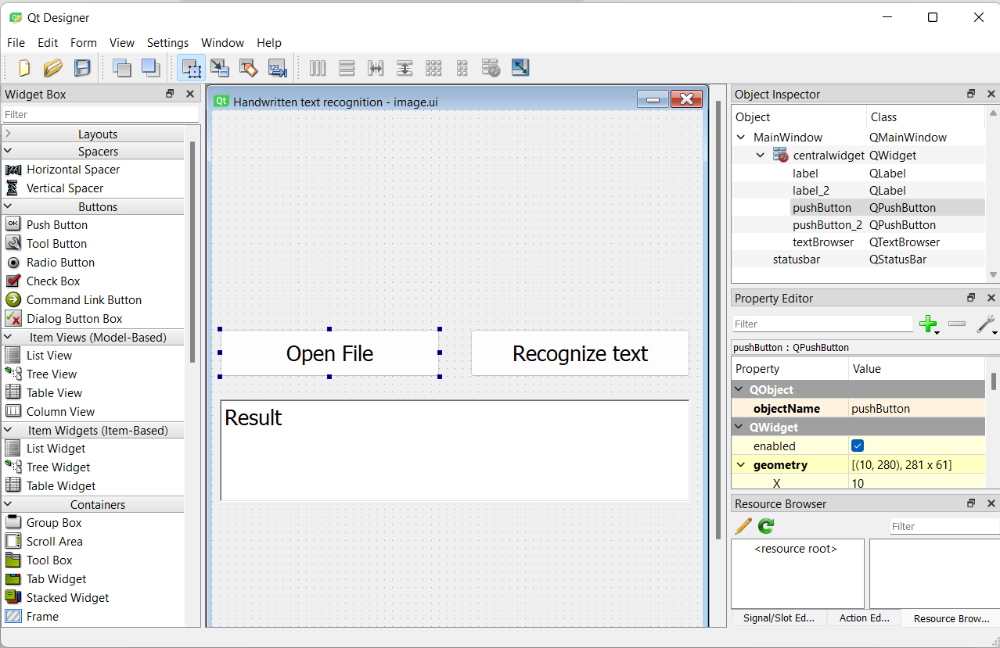 Qt Designer
File Edit Form View Settings Window Help
Widget Box
Filter
Layouts
Spacers
Horizontal Spacer
Vertical Spacer
Buttons
OK Push Button
Tool Button
Radio Button
Check Box
Command Link Button
Dialog Button Box
Item Views (Model-Based)
List View
Tree View
Table View
Column View
Item Widgets (Item-Based)
List Widget
Tree Widget
Table Widget
Containers
Group Box
Scroll Area
Tool Box
Tab Widget
Stacked Widget
Frame
Qt Handwritten text recognition - image.ui
Open File
Recognize text
Result
Object Inspector
Object Class
MainWindow QMainWindow
centralwidget QWidget
label QLabel
label_2 QLabel
pushButton QPushButton
pushButton_2 QPushButton
textBrowser QTextBrowser
statusbar QStatusBar
Property Editor
Filter
pushButton : QPushButton
Property Value
QObject
objectName pushButton
QWidget
enabled
geometry [(10, 280), 281 x 61]
X 10
Resource Browser
Filter
<resource root>
Signal/Slot Ed... Action Ed... Resource Brow...